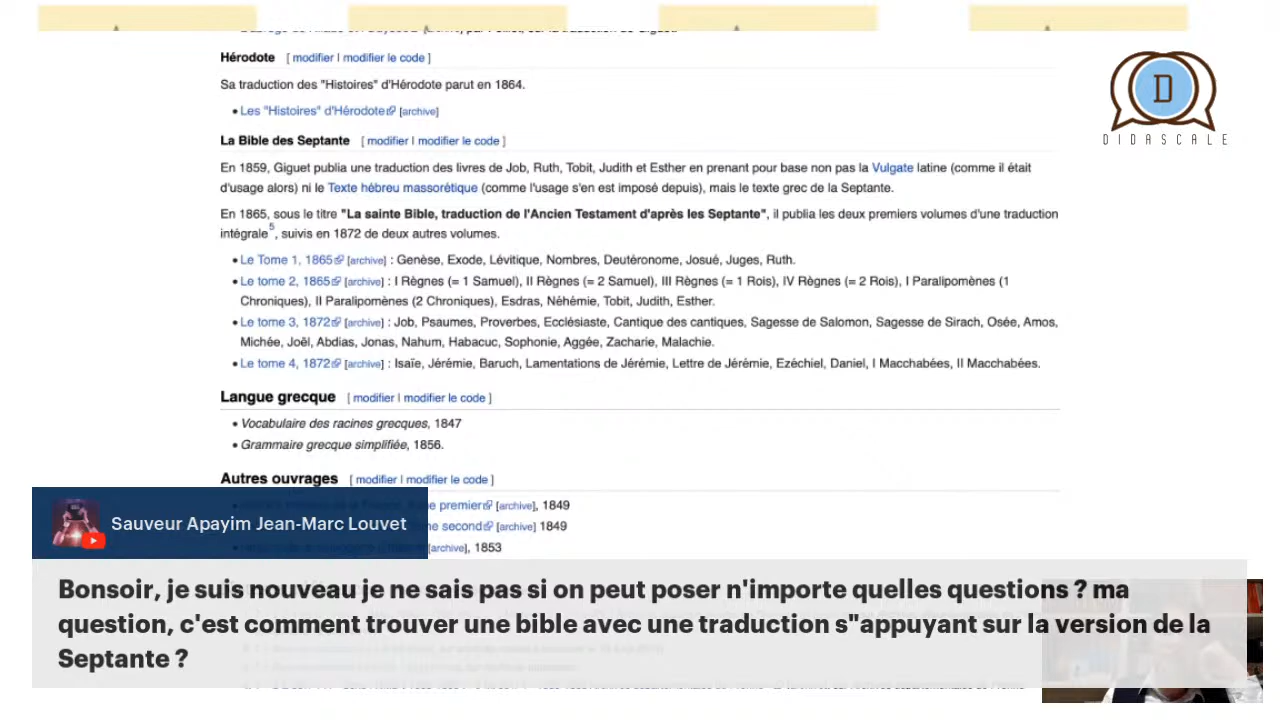 Hérodote [ modifier | modifier le code ]
DIDASCALE
Sa traduction des "Histoires" d'Hérodote parut en 1864.
• Les "Histoires" d'Hérodote [archive]
La Bible des Septante [ modifier | modifier le code ]
En 1859, Giguet publia une traduction des livres de Job, Ruth, Tobit, Judith et Esther en prenant pour base non pas la Vulgate latine (comme il était
d'usage alors) ni le Texte hébreu massorétique (comme l'usage s'en est imposé depuis), mais le texte grec de la Septante.
En 1865, sous le titre "La sainte Bible, traduction de l'Ancien Testament d'après les Septante", il publia les deux premiers volumes d'une traduction
intégrale5, suivis en 1872 de deux autres volumes.
• Le Tome 1, 1865 [archive] : Genèse, Exode, Lévitique, Nombres, Deutéronome, Josué, Juges, Ruth.
• Le tome 2, 1865 [archive] : I Règnes (= 1 Samuel), II Règnes (= 2 Samuel), III Règnes (= 1 Rois), IV Règnes (= 2 Rois), I Paralipomènes (1
Chroniques), II Paralipomènes (2 Chroniques), Esdras, Néhémie, Tobit, Judith, Esther.
• Le tome 3, 1872 [archive] : Job, Psaumes, Proverbes, Ecclésiaste, Cantique des cantiques, Sagesse de Salomon, Sagesse de Sirach, Osée, Amos,
Michée, Joël, Abdias, Jonas, Nahum, Habacuc, Sophonie, Aggée, Zacharie, Malachie.
• Le tome 4, 1872 [archive] : Isaïe, Jérémie, Baruch, Lamentations de Jérémie, Lettre de Jérémie, Ezéchiel, Daniel, I Macchabées, II Macchabées.
Langue grecque [ modifier | modifier le code ]
• Vocabulaire des racines grecques, 1847
• Grammaire grecque simplifiée, 1856.
Autres ouvrages [ modifier | modifier le code ]
premier [archive], 1849
second [archive] 1849
[archive], 1853
Sauveur Apayim Jean-Marc Louvet
Bonsoir, je suis nouveau je ne sais pas si on peut poser n'importe quelles questions ? ma
question, c'est comment trouver une bible avec une traduction s"appuyant sur la version de la
Septante ?